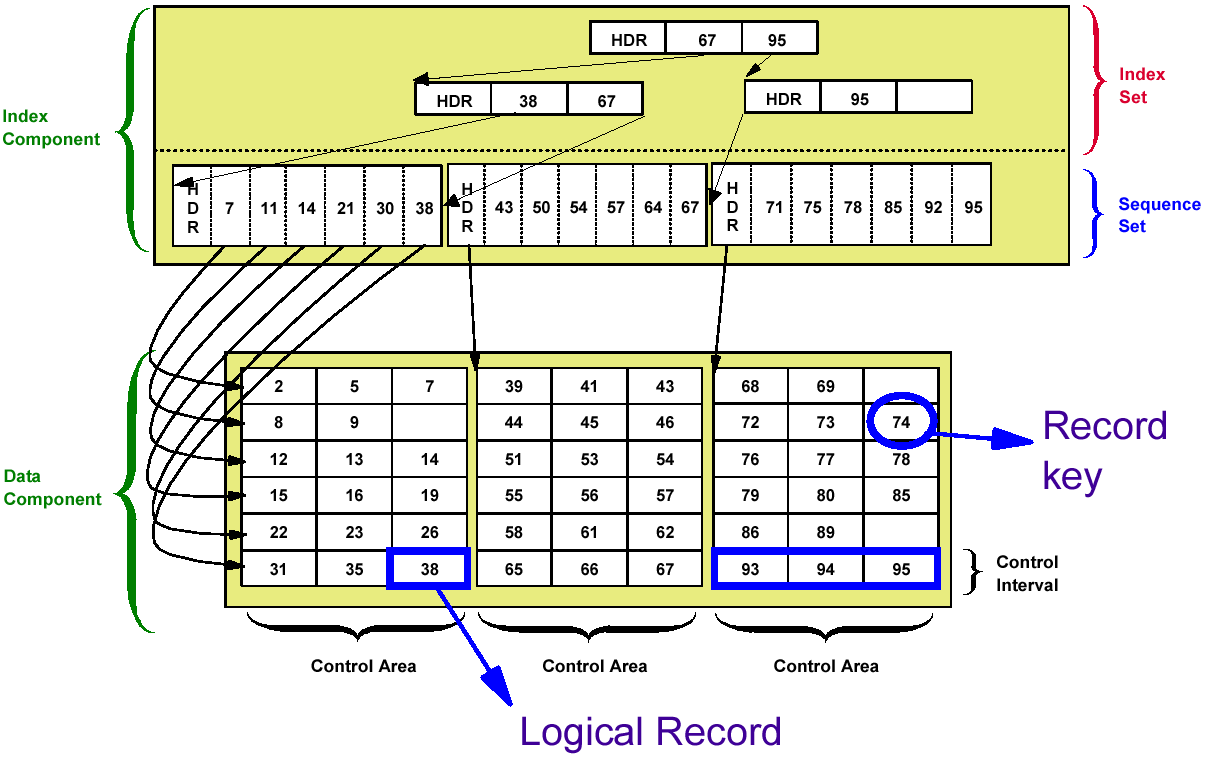 HDR 67 95
Index
Set
HDR 38 67
HDR 95
Index
Component
HDR 7 11 14 21 30 38
HDR 43 50 54 57 64 67
HDR 71 75 78 85 92 95
Sequence
Set
2 5 7 39 41 43 68 69
8 9 44 45 46 72 73 74
12 13 14 51 53 54 76 77 78
15 16 19 55 56 57 79 80 85
22 23 26 58 61 62 86 89
31 35 38 65 66 67 93 94 95
Record
key
Data
Component
Control
Interval
Control Area
Control Area
Control Area
Logical Record